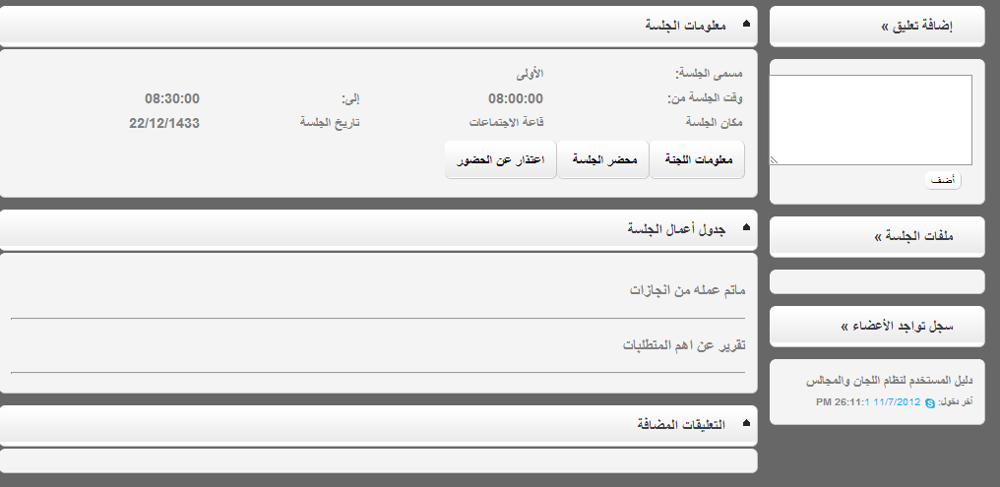 إضافة تعليق »
أضف
ملفات الجلسة »
سجل تواجد الأعضاء »
دليل المستخدم لنظام اللجان والمجالس
آخر دخول: 11/7/2012 1:26:11 PM
معلومات الجلسة
مسمى الجلسة: الأولى
وقت الجلسة من: 08:00:00 إلى: 08:30:00
مكان الجلسة قاعة الاجتماعات تاريخ الجلسة 22/12/1433
معلومات اللجنة محضر الجلسة اعتذار عن الحضور
جدول أعمال الجلسة
ماتم عمله من انجازات
تقرير عن اهم المتطلبات
التعليقات المضافة